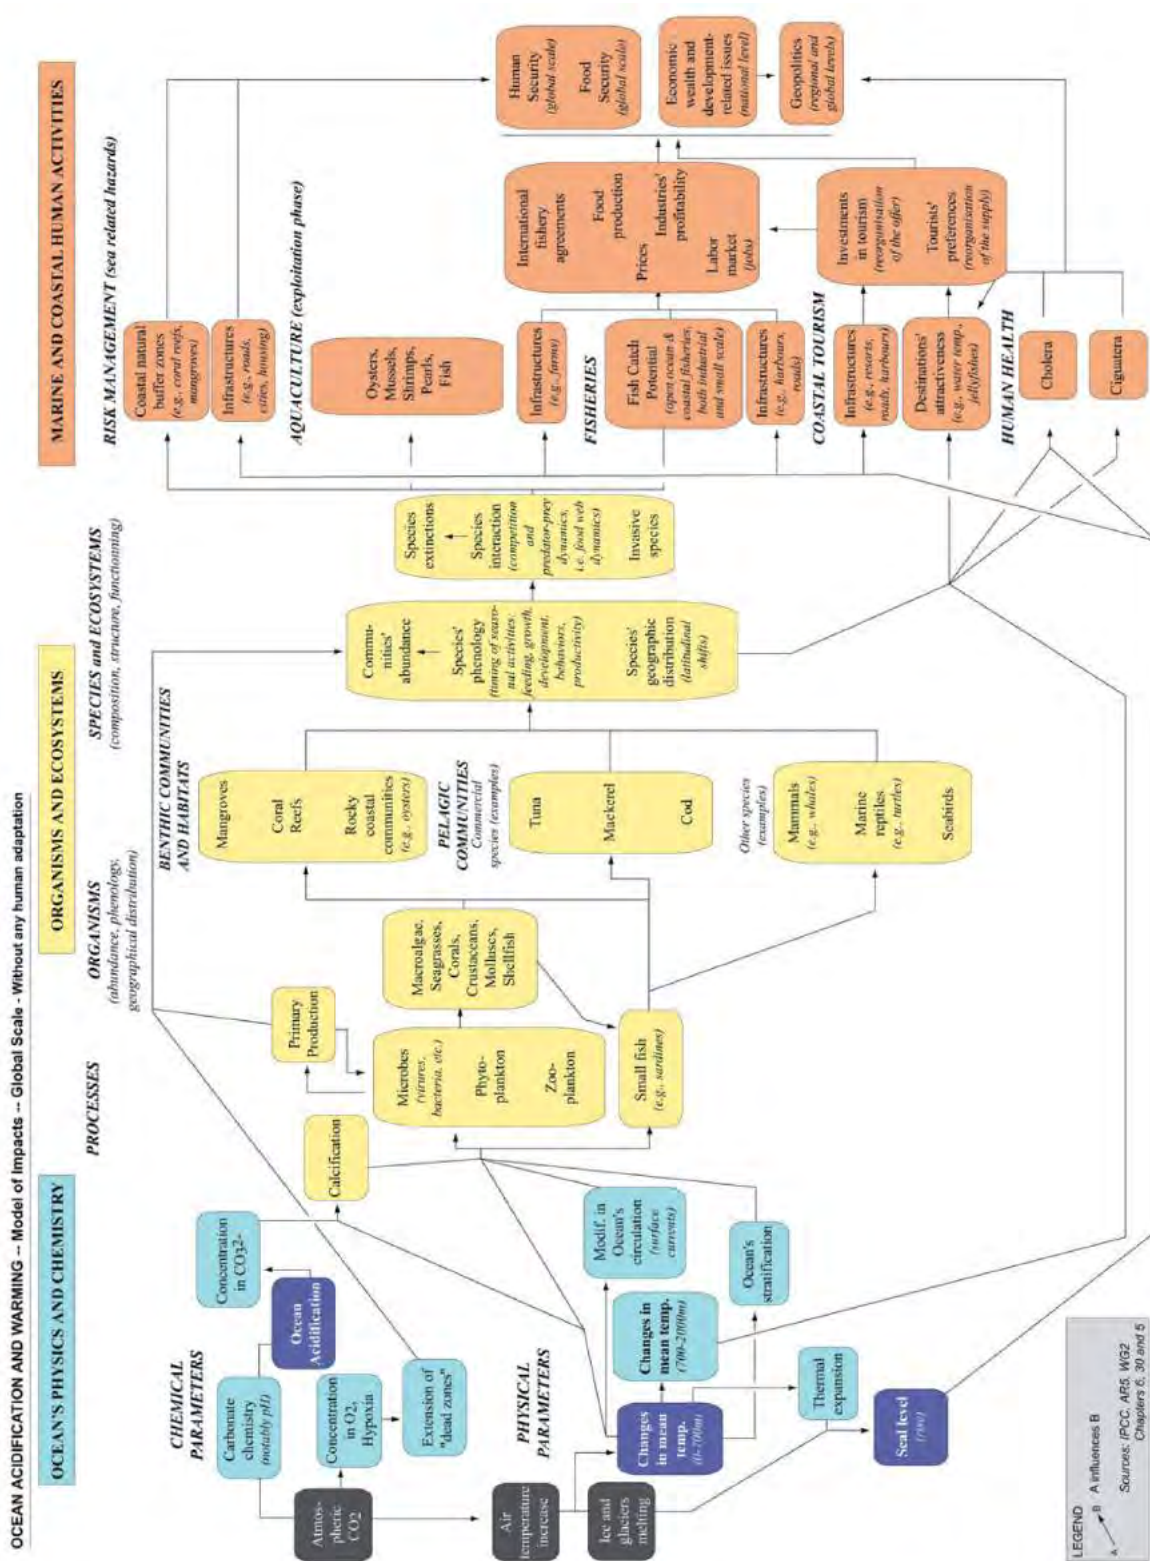 OCEAN ACIDIFICATION AND WARMING -- Model of Impacts -- Global Scale - Without any human adaptation
OCEAN'S PHYSICS AND CHEMISTRY
ORGANISMS AND ECOSYSTEMS
MARINE AND COASTAL HUMAN ACTIVITIES
PROCESSES
ORGANISMS
(abundance, phenology,
geographical distribution)
SPECIES and ECOSYSTEMS
(composition, structure, functionning)
RISK MANAGEMENT (sea related hazards)
CHEMICAL
PARAMETERS
Atmos-
pheric
CO2
Carbonate
chemistry
(notably pH)
Ocean
Acidification
Concentration
in CO32-
Concentration
in O2,
Hypoxia
Extension of
"dead zones"
PHYSICAL
PARAMETERS
Air
temperature
increase
Ice and
glaciers
melting
Changes
in mean
temp.
(0-700m)
Changes in
mean temp.
(700-2000m)
Modif. in
Ocean's
circulation
(surface
currents)
Ocean's
stratification
Thermal
expansion
Seal level
(rise)
Calcification
Primary
Production
Microbes
(virures,
bacteria, etc.)
Phyto-
plankton
Zoo-
plankton
Small fish
(e.g., sardines)
Macroalgae,
Seagrasses,
Corals,
Crustaceans,
Molluscs,
Shellfish
BENTHIC COMMUNITIES
AND HABITATS
Mangroves
Coral
Reefs
Rocky
coastal
communities
(e.g., oysters)
PELAGIC
COMMUNITIES
Commercial
species (examples)
Tuna
Mackerel
Cod
Other species
(examples)
Mammals
(e.g., whales)
Marine
reptiles
(e.g., turtles)
Seabirds
Commu-
nities'
abundance
Species'
phenology
(timing of seaso-
nal activities:
feeding, growth,
development,
behaviors,
productivity)
Species'
geographic
distribution
(latitudinal
shifts)
Species
extinctions
Species
interaction
(competition
and
predator-prey
dynamics,
i.e. food web
dynamics)
Invasive
species
Coastal natural
buffer zones
(e.g., coral reefs,
mangroves)
Infrastructures
(e.g., roads,
cities, housing)
AQUACULTURE (exploitation phase)
Oysters,
Mussels,
Shrimps,
Pearls,
Fish
Infrastructures
(e.g., farms)
FISHERIES
Fish Catch
Potential
(open ocean &
coastal fisheries,
both industrial
and small scale)
Infrastructures
(e.g., harbours,
roads)
COASTAL TOURISM
Infrastructures
(e.g., resorts,
roads, harbours)
Destinations'
attractiveness
(e.g., water temp.,
jellyfishes)
HUMAN HEALTH
Cholera
Ciguatera
International
fishery
agreements
Food
production
Prices
Industries'
profitability
Labor
market
(jobs)
Investments
in tourism
(reorganisation
of the offer)
Tourists'
preferences
(reorganisation
of the supply)
Human
Security
(global scale)
Food
Security
(global scale)
Economic
wealth and
development-
related issues
(national level)
Geopolitics
(regional and
global levels)
LEGEND
A B A influences B
Sources: IPCC, AR5, WG2
Chapters 6, 30 and 5